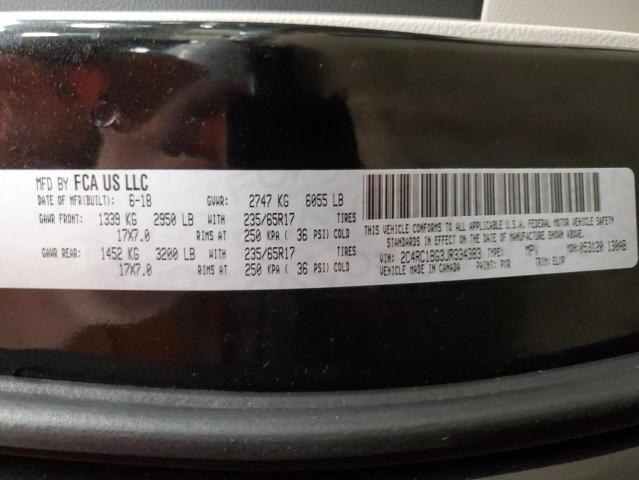 MFD BY FCA US LLC
DATE OF MFR(BUILT): 6-18 GVWR: 2747 KG 6055 LB
GAWR FRONT: 1339 KG 2950 LB WITH 235/65R17 TIRES
17X7.0 RIMS AT 250 KPA ( 36 PSI) COLD
GAWR REAR: 1452 KG 3200 LB WITH 235/65R17 TIRES
17X7.0 RIMS AT 250 KPA ( 36 PSI) COLD
THIS VEHICLE CONFORMS TO ALL APPLICABLE U.S.A. FEDERAL MOTOR VEHICLE SAFETY
STANDARDS IN EFFECT ON THE DATE OF MANUFACTURE SHOWN ABOVE.
VIN: 2C4RC1BG3JR334383 TYPE: MPV MDH: 053120 130AB
VEHICLE MADE IN CANADA PAINT: PXR TRIM: